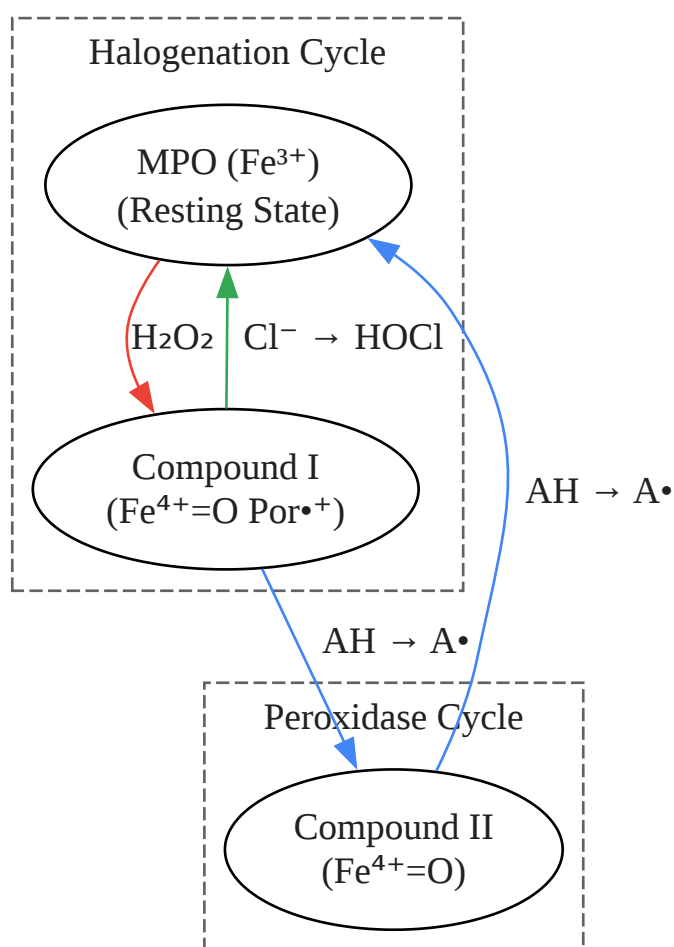 Halogenation Cycle
MPO (Fe³⁺)
(Resting State)
H₂O₂
Cl⁻ → HOCl
Compound I
(Fe⁴⁺=O Por•⁺)
AH → A•
AH → A•
Peroxidase Cycle
Compound II
(Fe⁴⁺=O)